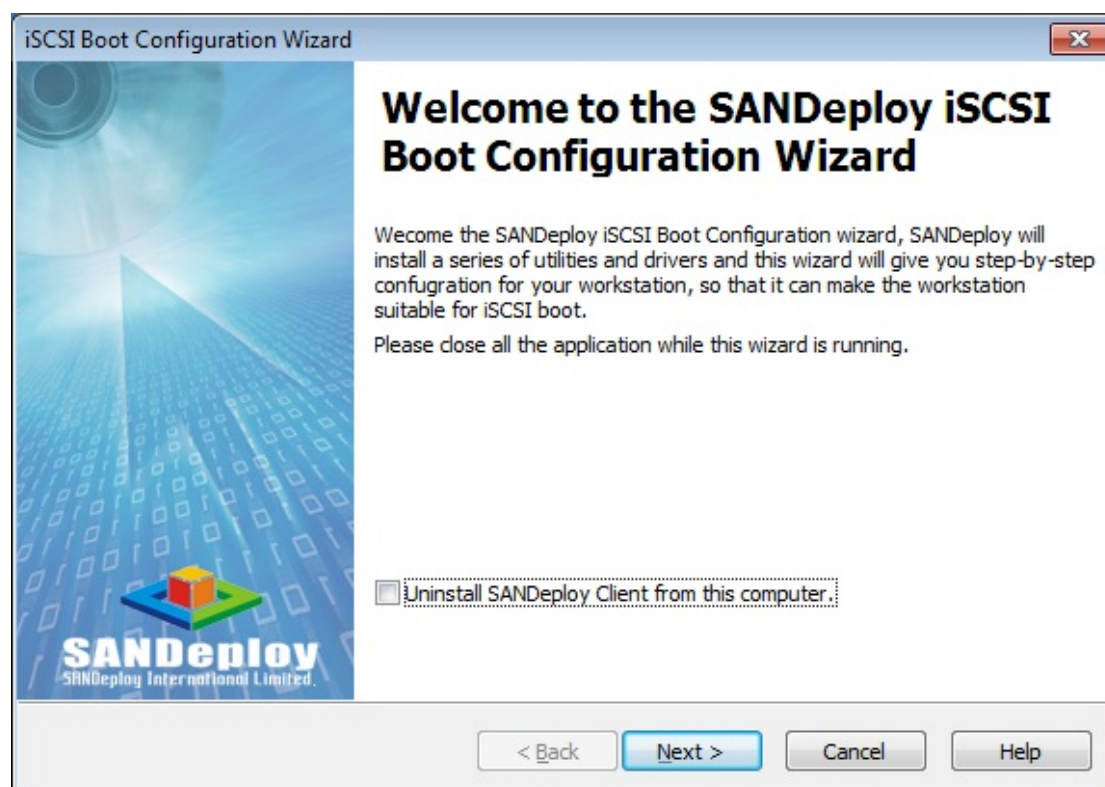 iSCSI Boot Configuration Wizard
Welcome to the SANDeploy iSCSI
Boot Configuration Wizard
Wecome the SANDeploy iSCSI Boot Configuration wizard, SANDeploy will
install a series of utilities and drivers and this wizard will give you step-by-step
confugration for your workstation, so that it can make the workstation
suitable for iSCSI boot.
Please close all the application while this wizard is running.
Uninstall SANDeploy Client from this computer.
SANDeploy
SANDeploy International Limited.
< Back
Next >
Cancel
Help